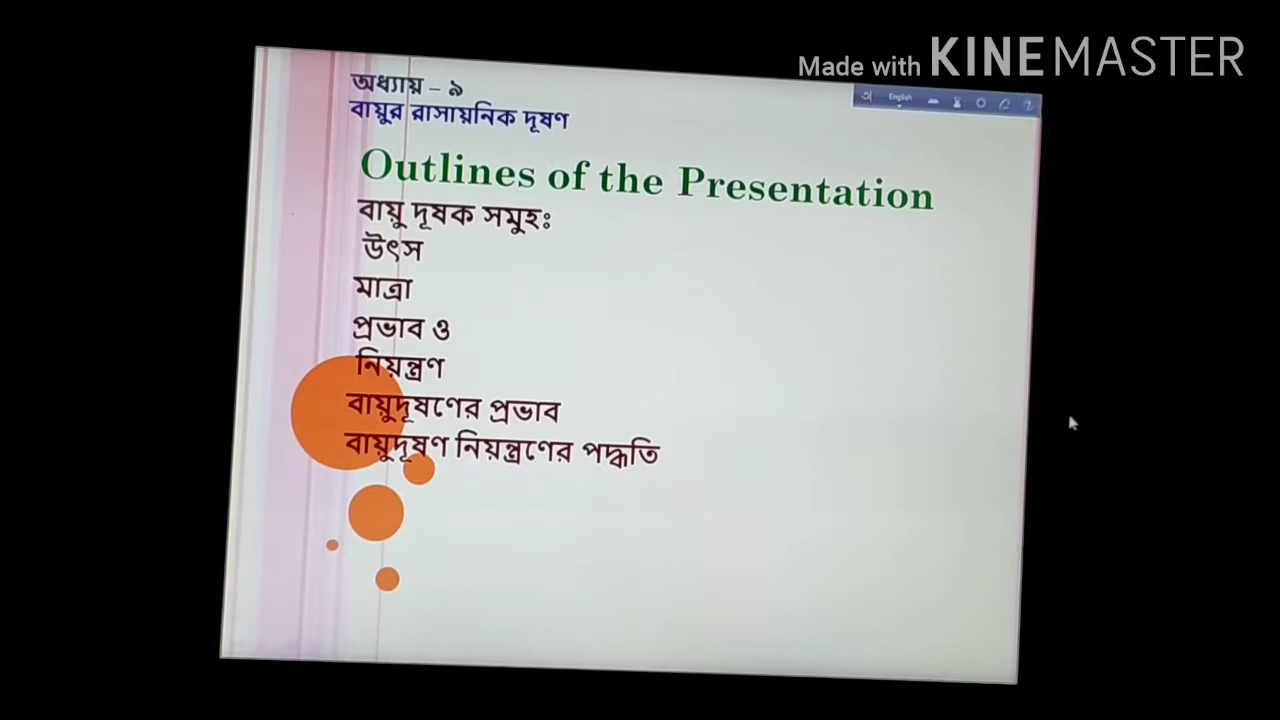 Made with KINEMASTER
অধ্যায় – ৯
English
বায়ুর রাসায়নিক দূষণ
Outlines of the Presentation
বায়ু দূষক সমুহঃ
উৎস
মাত্রা
প্রভাব ও
নিয়ন্ত্রণ
বায়ুদূষণের প্রভাব
বায়ুদূষণ নিয়ন্ত্রণের পদ্ধতি